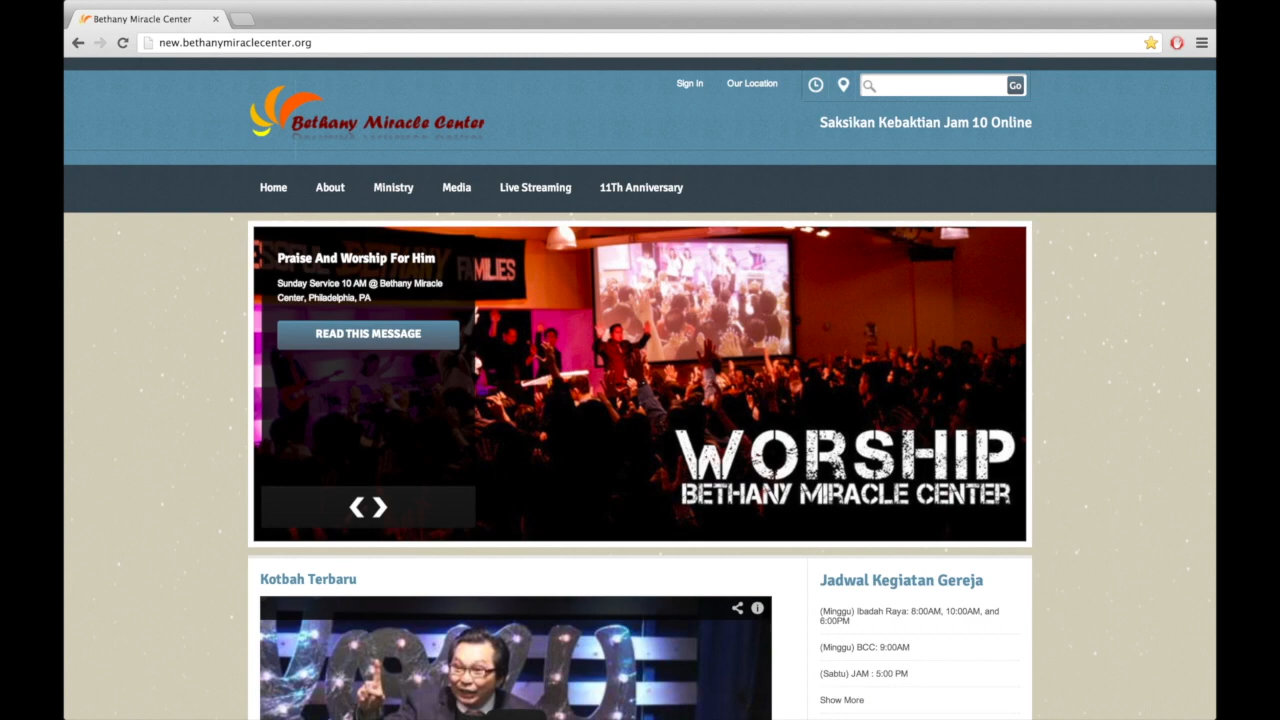 Bethany Miracle Center
new.bethanymiraclecenter.org
Sign In
Our Location
Go
Bethany Miracle Center
Saksikan Kebaktian Jam 10 Online
Home
About
Ministry
Media
Live Streaming
11Th Anniversary
FAMILIES
Praise And Worship For Him
Sunday Service 10 AM @ Bethany Miracle
Center, Philadelphia, PA
READ THIS MESSAGE
WORSHIP
BETHANY MIRACLE CENTER
Kotbah Terbaru
Jadwal Kegiatan Gereja
(Minggu) Ibadah Raya: 8:00AM, 10:00AM, and
6:00PM
(Minggu) BCC: 9:00AM
(Sabtu) JAM : 5:00 PM
Show More